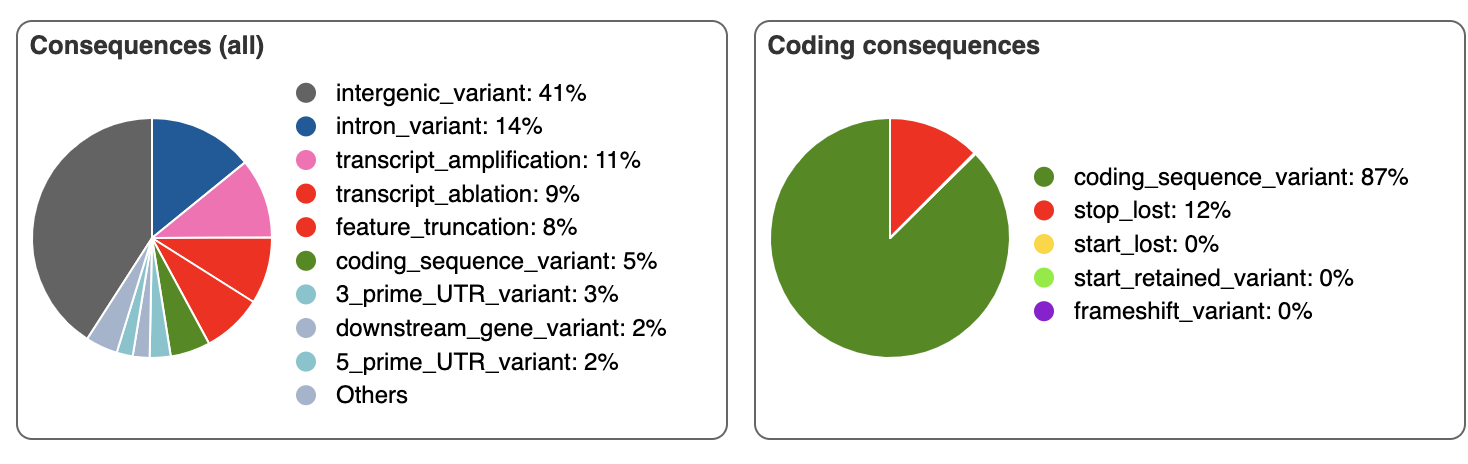 Consequences (all)
intergenic_variant: 41%
intron_variant: 14%
transcript_amplification: 11%
transcript_ablation: 9%
feature_truncation: 8%
coding_sequence_variant: 5%
3_prime_UTR_variant: 3%
downstream_gene_variant: 2%
5_prime_UTR_variant: 2%
Others
Coding consequences
coding_sequence_variant: 87%
stop_lost: 12%
start_lost: 0%
start_retained_variant: 0%
frameshift_variant: 0%